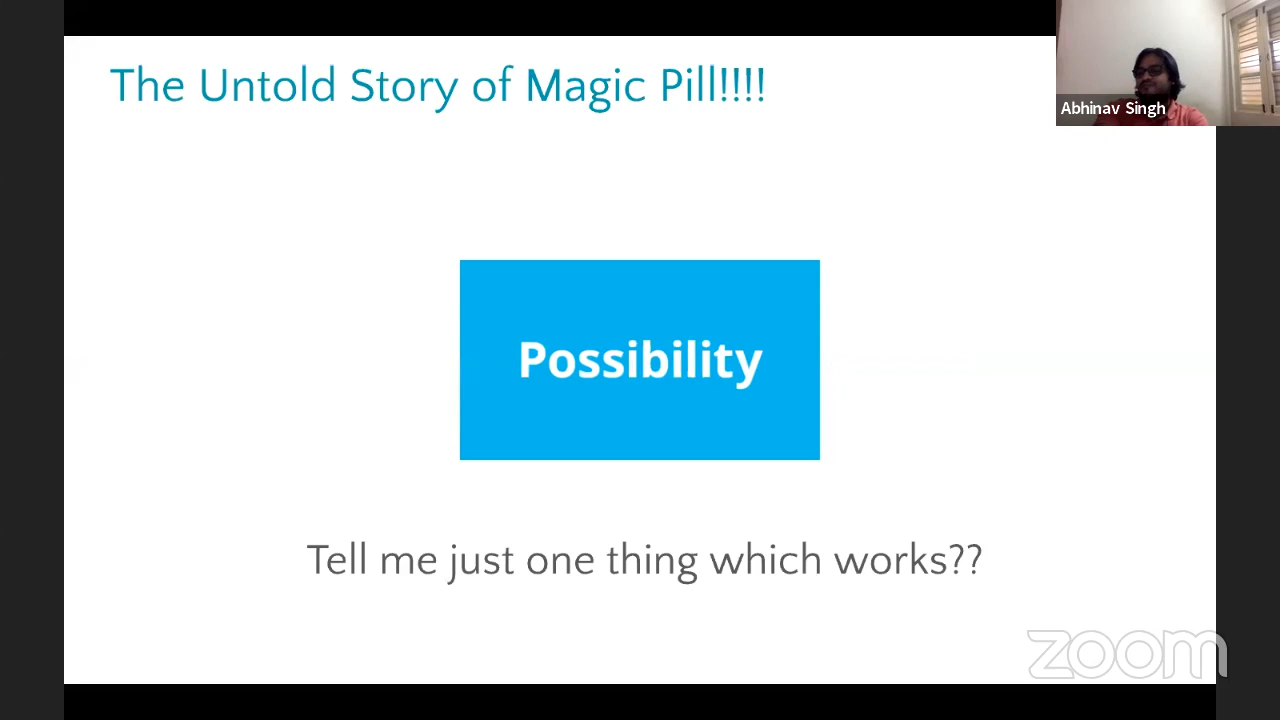 The Untold Story of Magic Pill!!!!
Abhinav Singh
Possibility
Tell me just one thing which works??
zoom